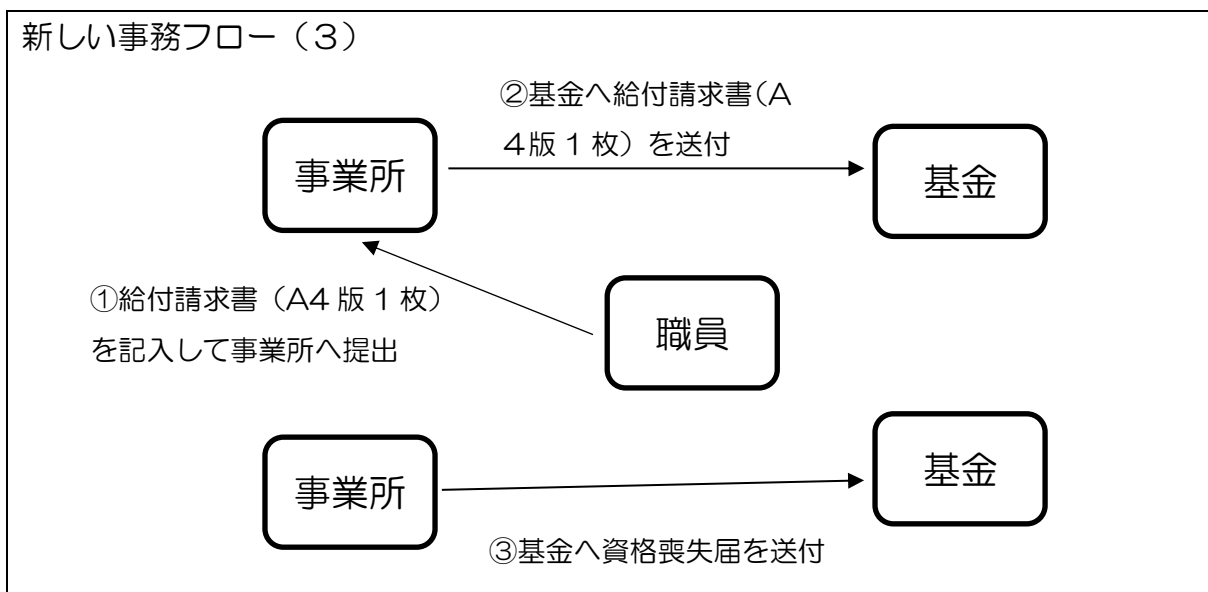 新しい事務フロー（３）
②基金へ給付請求書（A
４版 1 枚）を送付
事業所
基金
①給付請求書（A4 版 1 枚）
を記入して事業所へ提出
職員
事業所
基金
③基金へ資格喪失届を送付